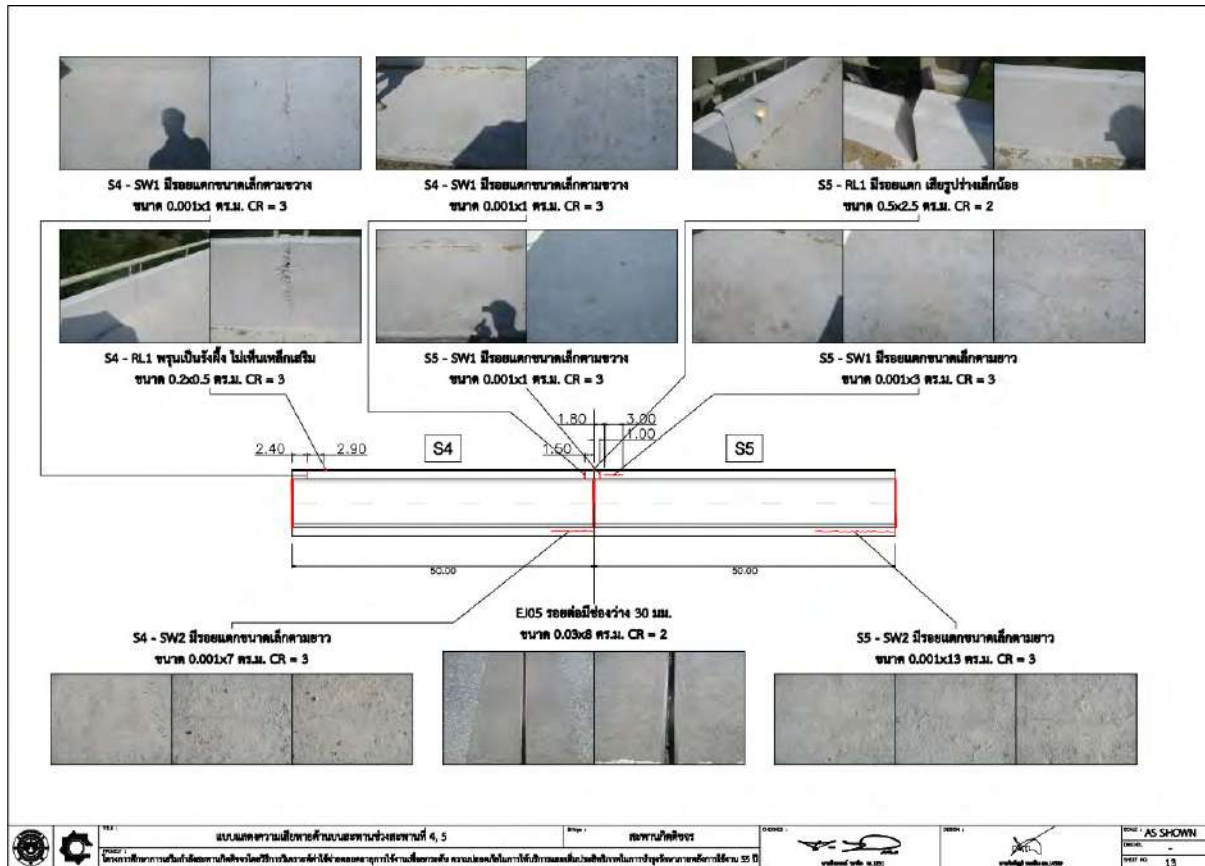 S4 - SW1 มีรอยแตกขนาดเล็กตามขวาง
ขนาด 0.001x1 ตร.ม. CR = 3
S4 - SW1 มีรอยแตกขนาดเล็กตามขวาง
ขนาด 0.001x1 ตร.ม. CR = 3
S5 - RL1 มีรอยแตก เสียรูปร่างเล็กน้อย
ขนาด 0.5x2.5 ตร.ม. CR = 2
S4 - RL1 พรุนเป็นรังผึ้ง ไม่เห็นเหล็กเสริม
ขนาด 0.2x0.5 ตร.ม. CR = 3
S5 - SW1 มีรอยแตกขนาดเล็กตามขวาง
ขนาด 0.001x1 ตร.ม. CR = 3
S5 - SW1 มีรอยแตกขนาดเล็กตามยาว
ขนาด 0.001x3 ตร.ม. CR = 3
1.80 3.00
1.00
2.40 2.90 S4 1.50 S5
50.00 50.00
EJ05 รอยต่อมีช่องว่าง 30 มม.
ขนาด 0.03x8 ตร.ม. CR = 2
S4 - SW2 มีรอยแตกขนาดเล็กตามยาว
ขนาด 0.001x7 ตร.ม. CR = 3
S5 - SW2 มีรอยแตกขนาดเล็กตามยาว
ขนาด 0.001x13 ตร.ม. CR = 3
TITLE :
แบบแสดงความเสียหายด้านบนสะพานช่วงสะพานที่ 4, 5
สะพานกิตติขจร
CHECKED :
DESIGN :
SCALE : AS SHOWN
PROJECT :
SHEET NO. 13